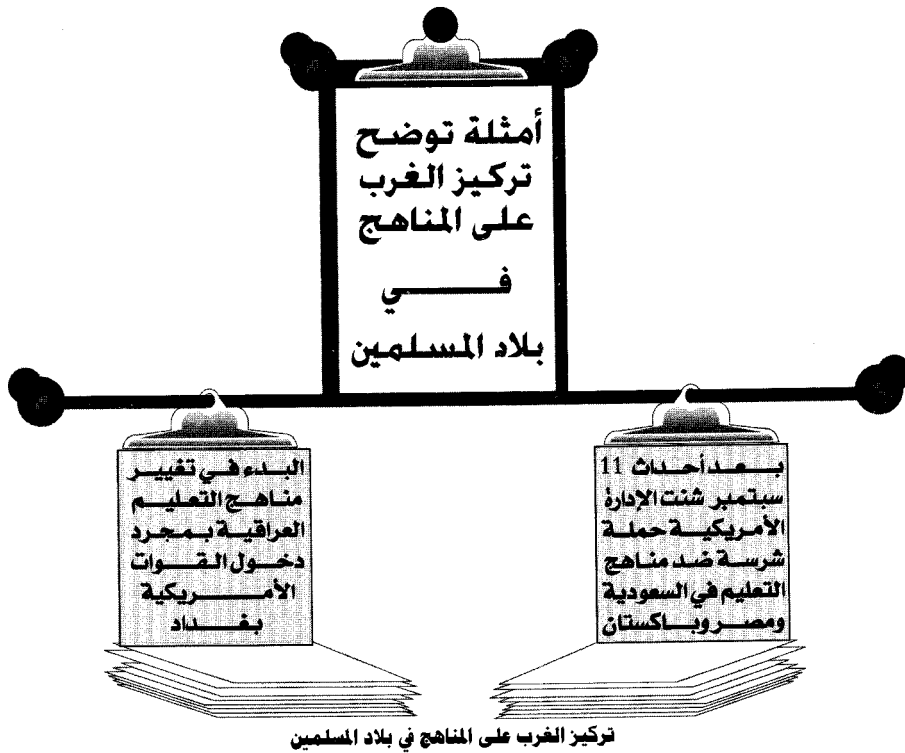 أمثلة توضح
تركيز الغرب
على المناهج
في
بلاد المسلمين
بعد أحداث 11
سبتمبر شنت الإدارة
الأمريكية حملة
شرسة ضد مناهج
التعليم في السعودية
ومصر وباكستان
البدء في تغيير
مناهج التعليم
العراقية بمجرد
دخول القوات
الأمريكية
بغداد
تركيز الغرب على المناهج في بلاد المسلمين